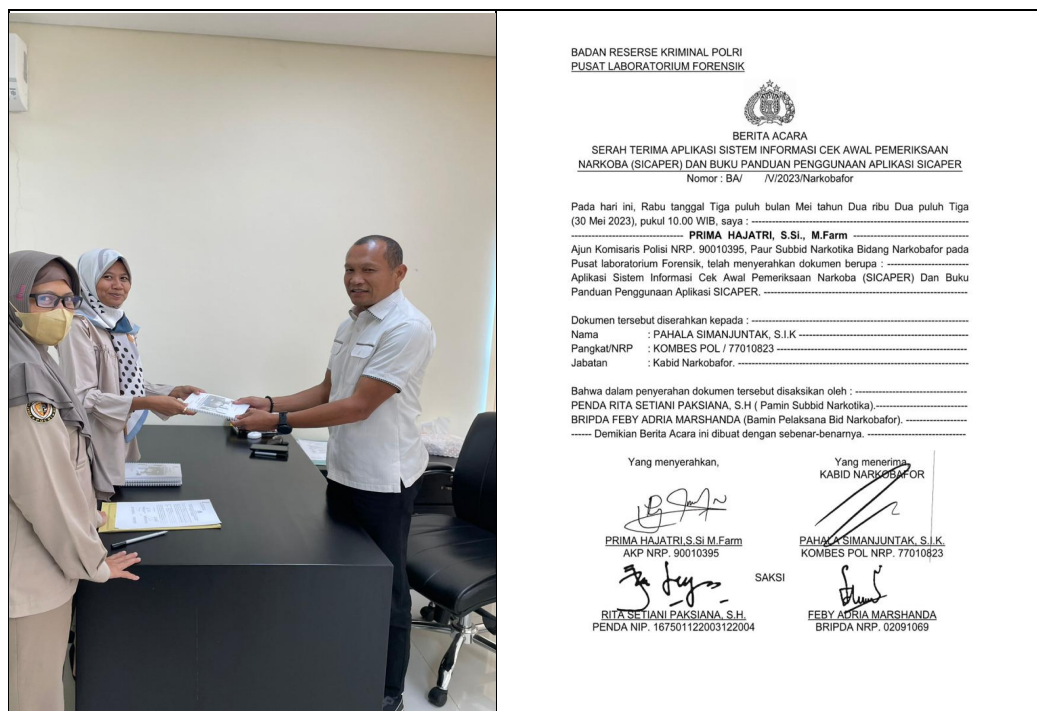 BADAN RESERSE KRIMINAL POLRI
PUSAT LABORATORIUM FORENSIK
BERITA ACARA
SERAH TERIMA APLIKASI SISTEM INFORMASI CEK AWAL PEMERIKSAAN
NARKOBA (SICAPER) DAN BUKU PANDUAN PENGGUNAAN APLIKASI SICAPER
Nomor : BA/ /V/2023/Narkobafor
Pada hari ini, Rabu tanggal Tiga puluh bulan Mei tahun Dua ribu Dua puluh Tiga
(30 Mei 2023), pukul 10.00 WIB, saya : ------------------------------
------------------------------ PRIMA HAJATRI, S.Si., M.Farm ------------------------------
Ajun Komisaris Polisi NRP. 90010395, Paur Subbid Narkotika Bidang Narkobafor pada
Pusat laboratorium Forensik, telah menyerahkan dokumen berupa : ------------------------
Aplikasi Sistem Informasi Cek Awal Pemeriksaan Narkoba (SICAPER) Dan Buku
Panduan Penggunaan Aplikasi SICAPER. ------------------------------
Dokumen tersebut diserahkan kepada : ------------------------------
Nama : PAHALA SIMANJUNTAK, S.I.K ------------------------------
Pangkat/NRP : KOMBES POL / 77010823 ------------------------------
Jabatan : Kabid Narkobafor. ------------------------------
Bahwa dalam penyerahan dokumen tersebut disaksikan oleh : ------------------------------
PENDA RITA SETIANI PAKSIANA, S.H ( Pamin Subbid Narkotika).---------------------------
BRIPDA FEBY ADRIA MARSHANDA (Bamin Pelaksana Bid Narkobafor). ------------------
------ Demikian Berita Acara ini dibuat dengan sebenar-benarnya. -----------------------------
Yang menyerahkan,
PRIMA HAJATRI,S.Si M.Farm
AKP NRP. 90010395
Yang menerima
KABID NARKOBAFOR
PAHALA SIMANJUNTAK, S.I.K.
KOMBES POL NRP. 77010823
SAKSI
RITA SETIANI PAKSIANA, S.H.
PENDA NIP. 167501122003122004
FEBY ADRIA MARSHANDA
BRIPDA NRP. 02091069